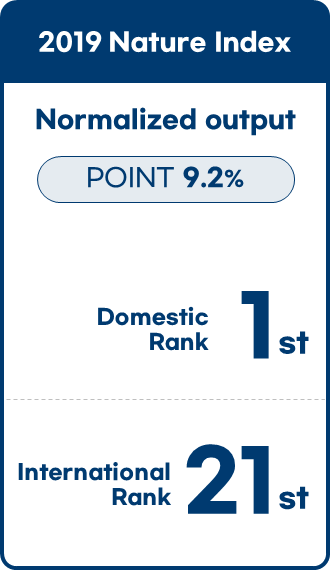 2019 Nature Index
Normalized output
POINT 9.2%
Domestic
Rank
1st
International
Rank
21st